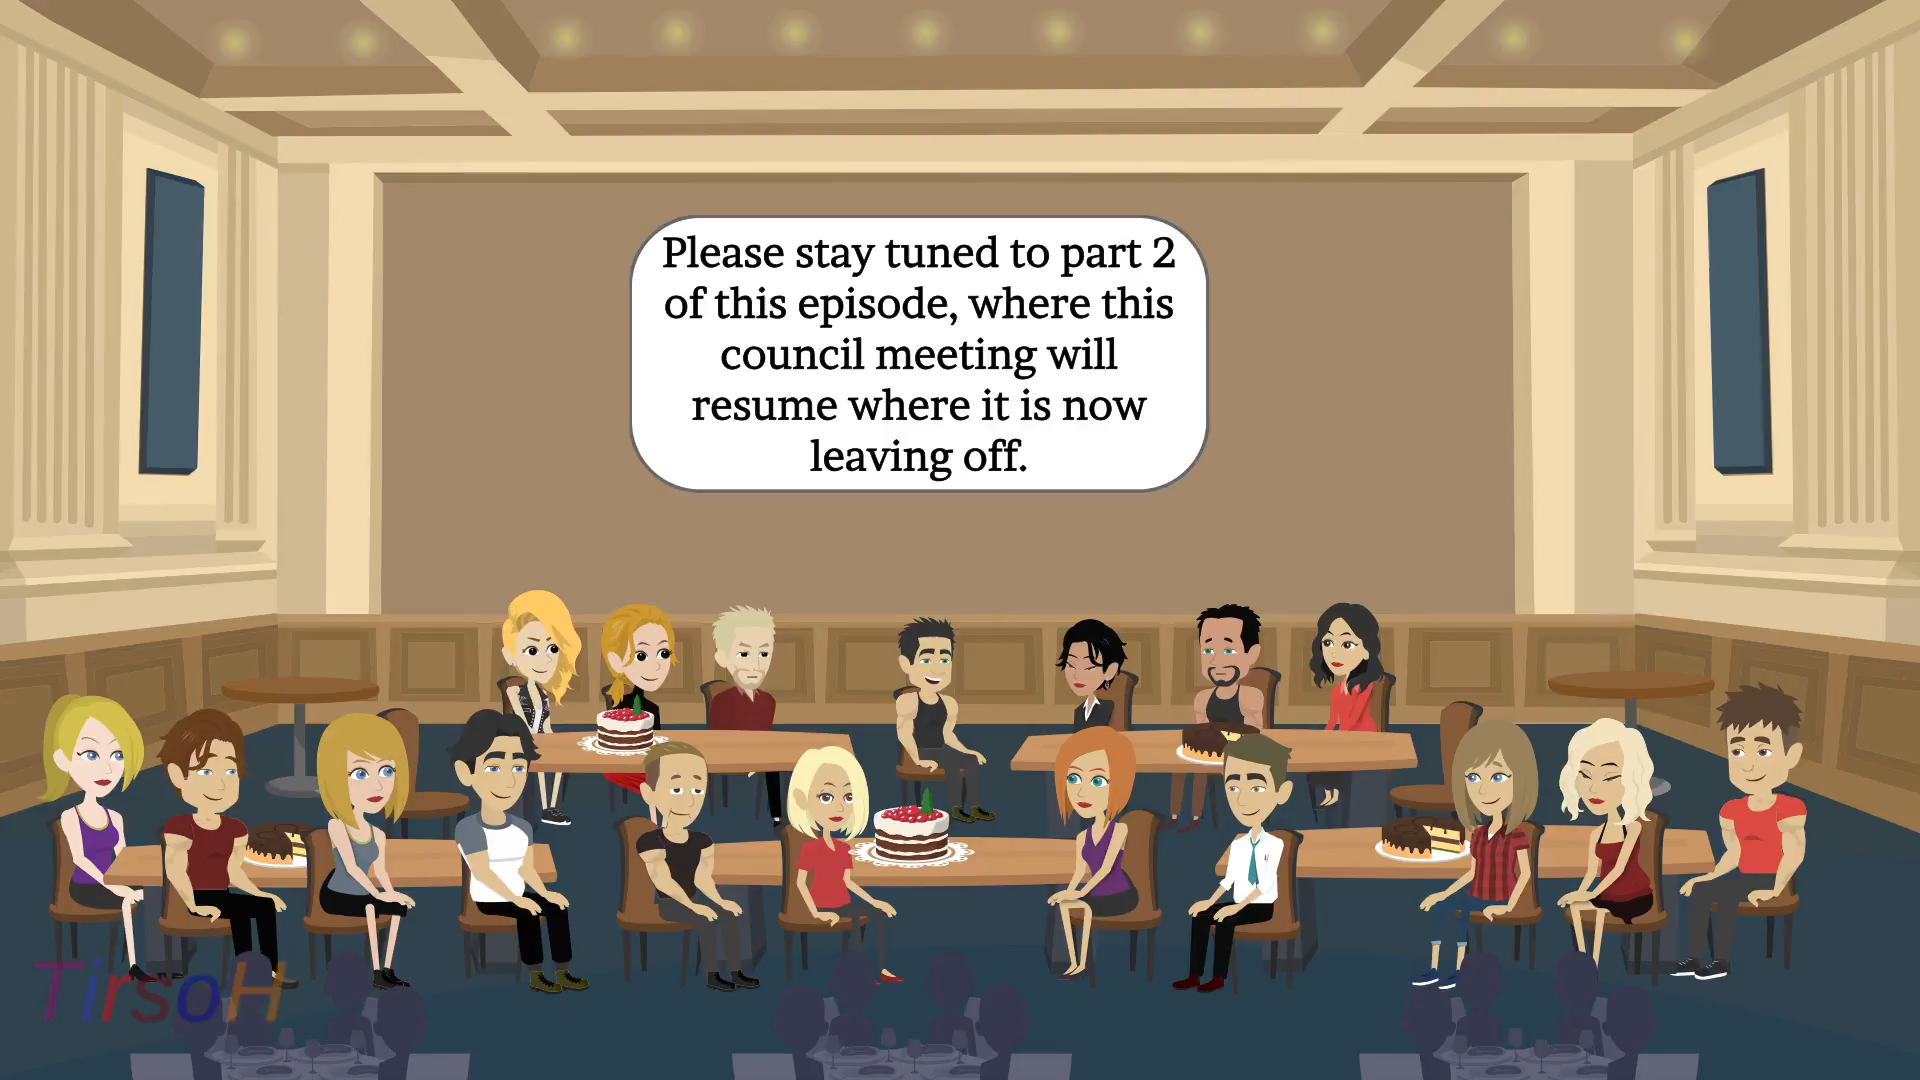 Please stay tuned to part 2
of this episode, where this
council meeting will
resume where it is now
leaving off.
TirsoH